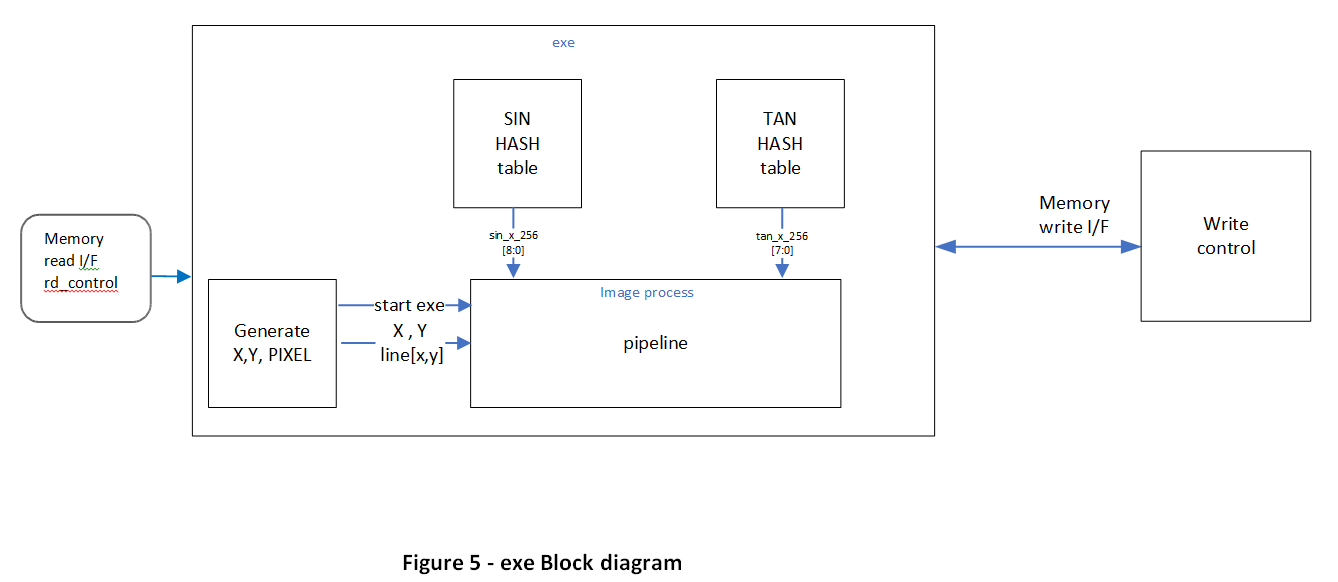 exe
SIN
HASH
table
TAN
HASH
table
sin_x_256
[8:0]
tan_x_256
[7:0]
Memory
read I/F
rd_control
Generate
X,Y, PIXEL
start exe
X , Y
line[x,y]
Image process
pipeline
Memory
write I/F
Write
control
Figure 5 - exe Block diagram